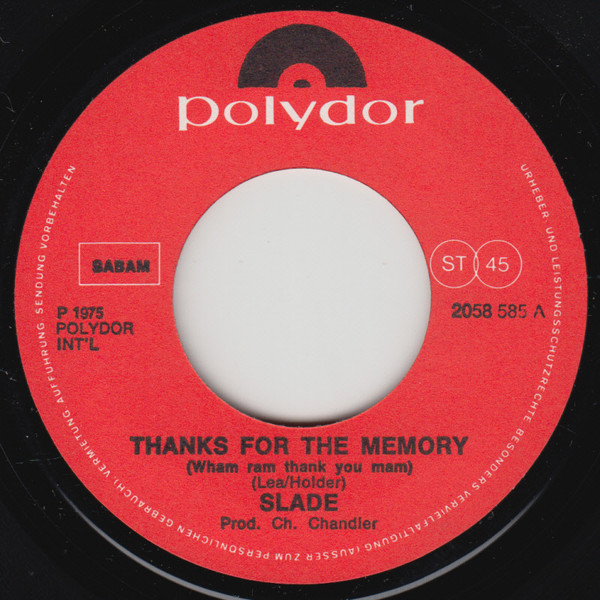 polydor
URHEBER- UND LEISTUNGSSCHUTZRECHTE BESONDERS VERVIELFÄLTIGUNG (AUSSER ZUM PERSÖNLICHEN GEBRAUCH), VERMIETUNG, AUFFÜHRUNG, SENDUNG VORBEHALTEN
SABAM
ST 45
P 1975
POLYDOR
INT'L
2058 585 A
THANKS FOR THE MEMORY
(Wham ram thank you mam)
(Lea/Holder)
SLADE
Prod. Ch. Chandler